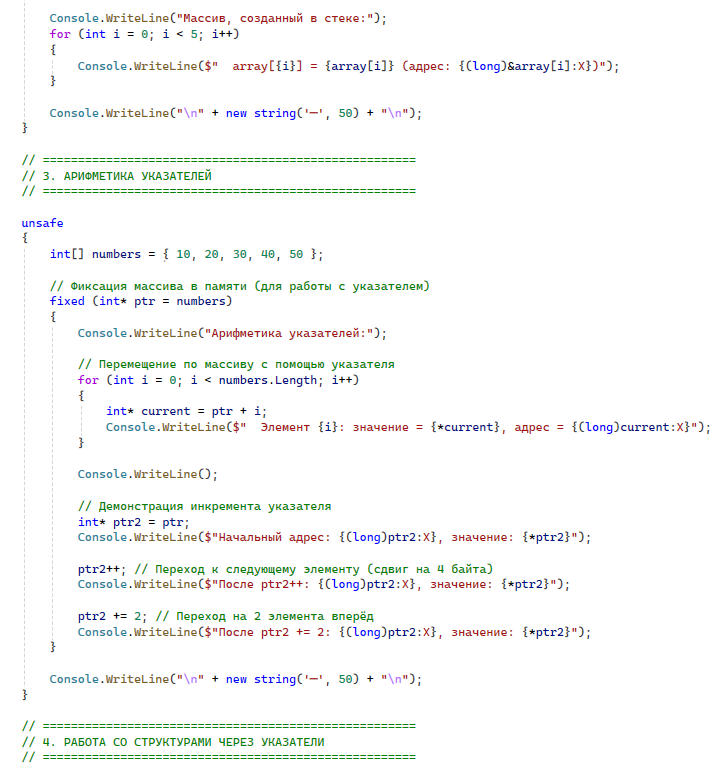 Console.WriteLine("Массив, созданный в стеке:");
    for (int i = 0; i < 5; i++)
    {
        Console.WriteLine($"  array[{i}] = {array[i]} (адрес: {(long)&array[i]:X})");
    }

    Console.WriteLine("\n" + new string('─', 50) + "\n");
}

// =====================================================
// 3. АРИФМЕТИКА УКАЗАТЕЛЕЙ
// =====================================================

unsafe
{
    int[] numbers = { 10, 20, 30, 40, 50 };

    // Фиксация массива в памяти (для работы с указателем)
    fixed (int* ptr = numbers)
    {
        Console.WriteLine("Арифметика указателей:");

        // Перемещение по массиву с помощью указателя
        for (int i = 0; i < numbers.Length; i++)
        {
            int* current = ptr + i;
            Console.WriteLine($"  Элемент {i}: значение = {*current}, адрес = {(long)current:X}");
        }

        Console.WriteLine();

        // Демонстрация инкремента указателя
        int* ptr2 = ptr;
        Console.WriteLine($"Начальный адрес: {(long)ptr2:X}, значение: {*ptr2}");

        ptr2++; // Переход к следующему элементу (сдвиг на 4 байта)
        Console.WriteLine($"После ptr2++: {(long)ptr2:X}, значение: {*ptr2}");

        ptr2 += 2; // Переход на 2 элемента вперёд
        Console.WriteLine($"После ptr2 += 2: {(long)ptr2:X}, значение: {*ptr2}");
    }

    Console.WriteLine("\n" + new string('─', 50) + "\n");
}

// =====================================================
// 4. РАБОТА СО СТРУКТУРАМИ ЧЕРЕЗ УКАЗАТЕЛИ
// =====================================================